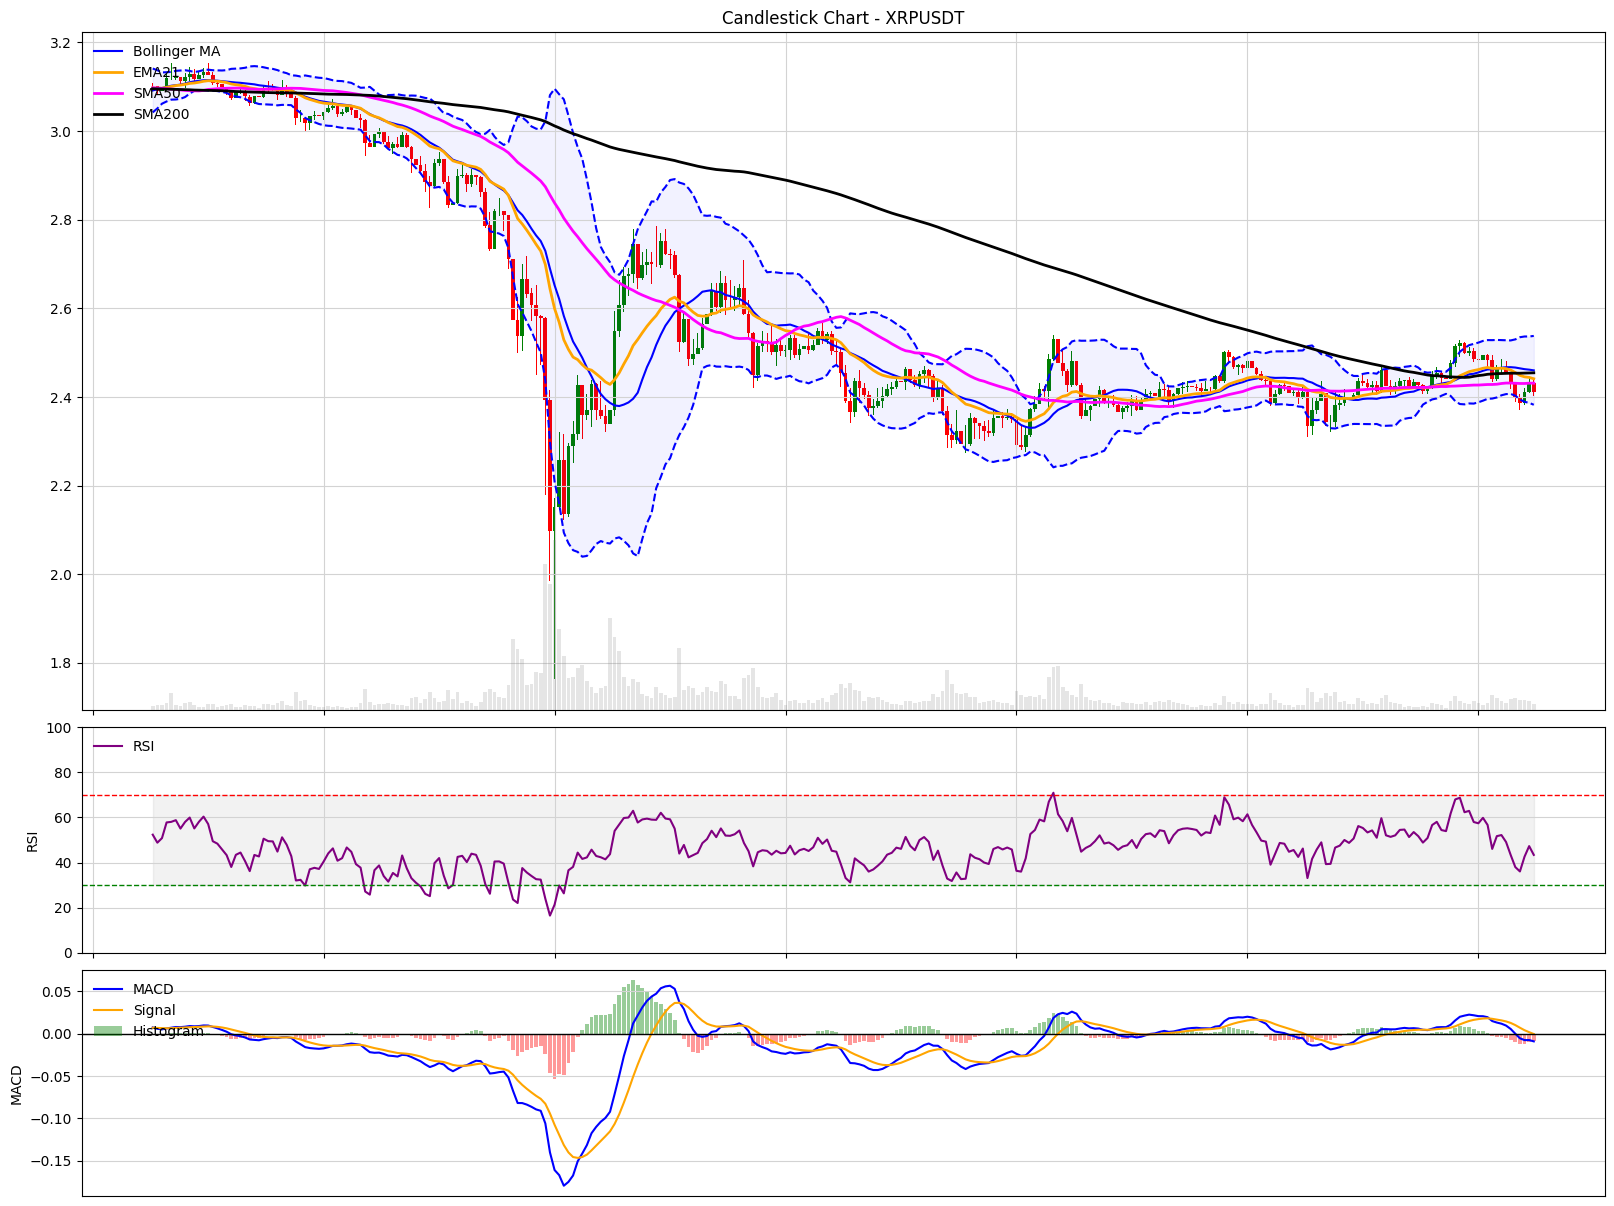 Candlestick Chart - XRPUSDT
3.2
3.0
2.8
2.6
2.4
2.2
2.0
1.8
Bollinger MA
EMA21
SMA50
SMA200
100
80
60
40
20
0
RSI
RSI
0.05
0.00
−0.05
−0.10
−0.15
MACD
MACD
Signal
Histogram